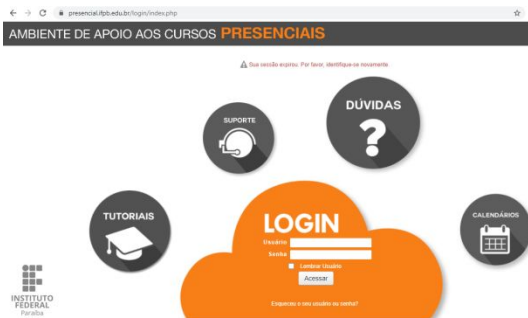 presencial.ifpb.edu.br/login/index.php
AMBIENTE DE APOIO AOS CURSOS PRESENCIAIS
Sua sessão expirou. Por favor, identifique-se novamente.
DÚVIDAS
?
SUPORTE
TUTORIAIS
CALENDÁRIOS
LOGIN
Usuário
Senha
Lembrar Usuário
Acessar
Esqueceu o seu usuário ou senha?
INSTITUTO
FEDERAL
Paraíba